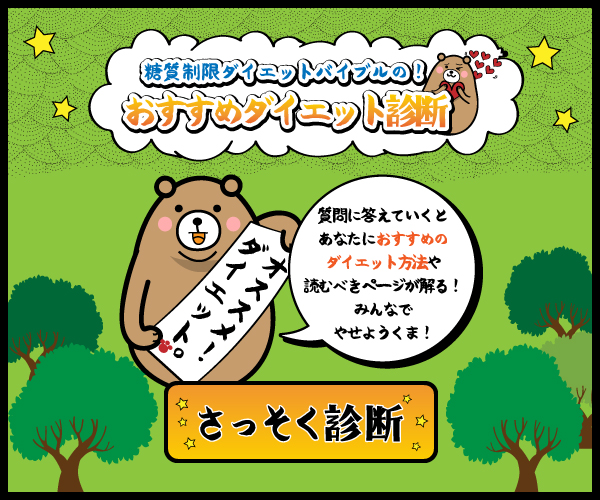 糖質制限ダイエットバイブルの！
おすすめダイエット診断
オススメ！
ダイエット。
質問に答えていくと
あなたにおすすめの
ダイエット方法や
読むべきページが解る！
みんなで
やせようくま！
さっそく診断